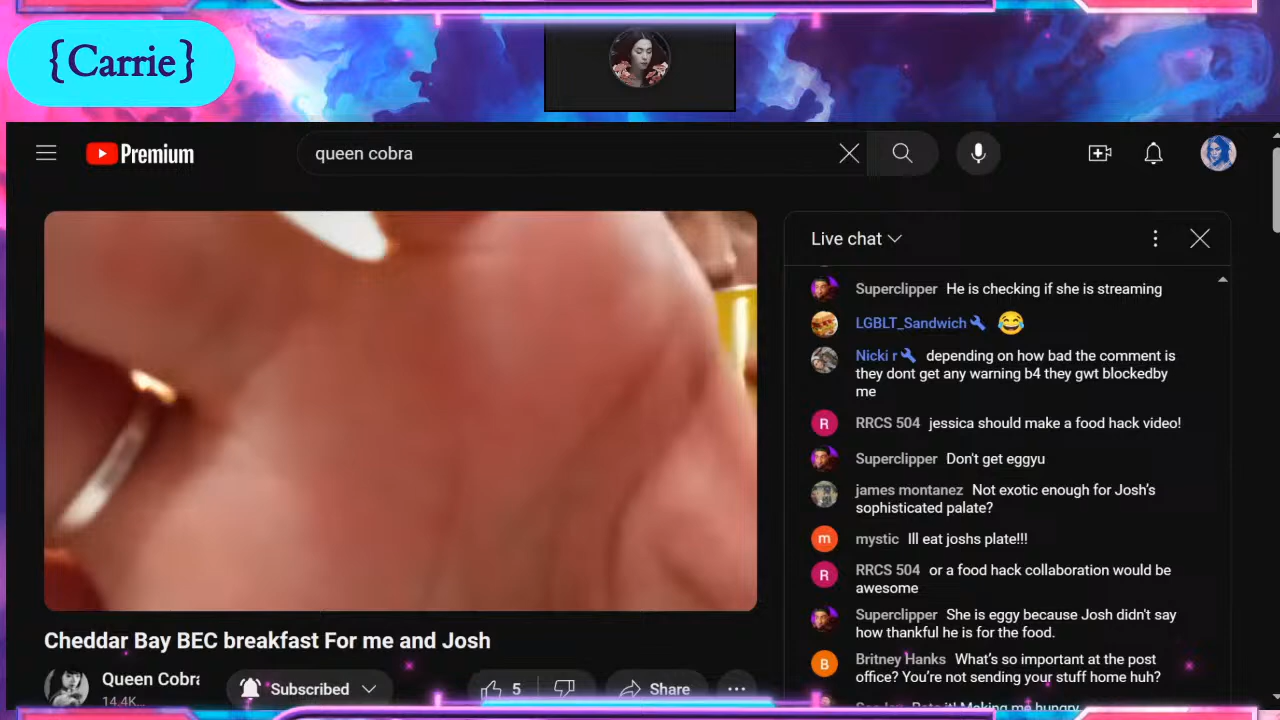 {Carrie}
Premium
queen cobra
Live chat
Superclipper He is checking if she is streaming
LGBLT_Sandwich 😂
Nicki r depending on how bad the comment is
they dont get any warning b4 they gwt blockedby
me
R RRCS 504 jessica should make a food hack video!
Superclipper Don't get eggyu
james montanez Not exotic enough for Josh's
sophisticated palate?
m mystic Ill eat joshs plate!!!
R RRCS 504 or a food hack collaboration would be
awesome
Superclipper She is eggy because Josh didn't say
how thankful he is for the food.
B Britney Hanks What's so important at the post
office? You're not sending your stuff home huh?
Making me hungry
Cheddar Bay BEC breakfast For me and Josh
Queen Cobra
14.4K...
Subscribed
5
Share